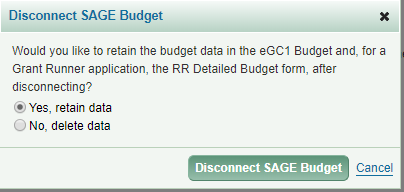 Disconnect SAGE Budget
Would you like to retain the budget data in the eGC1 Budget and, for a
Grant Runner application, the RR Detailed Budget form, after
disconnecting?
Yes, retain data
No, delete data
Disconnect SAGE Budget Cancel